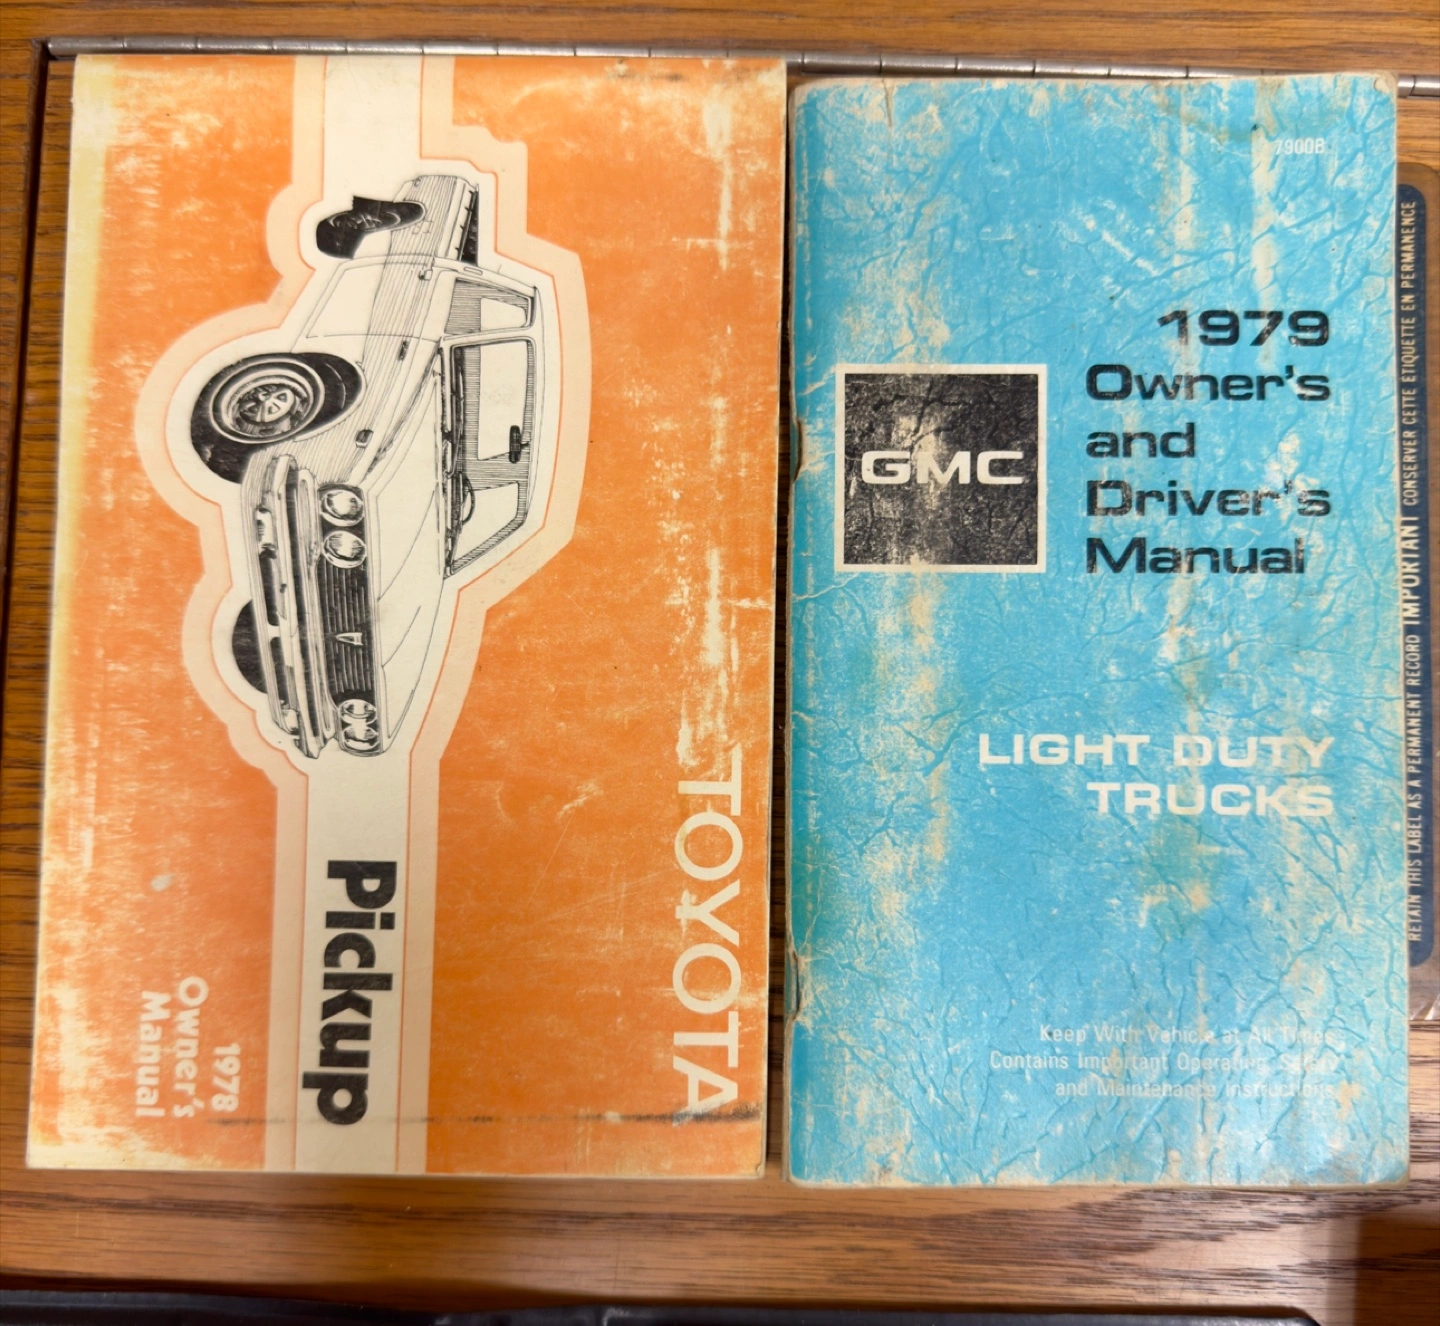 TOYOTA
Pickup
1978
Owner's
Manual
7900B
1979
Owner's
and
Driver's
Manual
GMC
LIGHT DUTY
TRUCKS
Keep With Vehicle at All Times
Contains Important Operating, Safety
and Maintenance Instructions
RETAIN THIS LABEL AS A PERMANENT RECORD IMPORTANT CONSERVER CETTE ETIQUETTE EN PERMANENCE